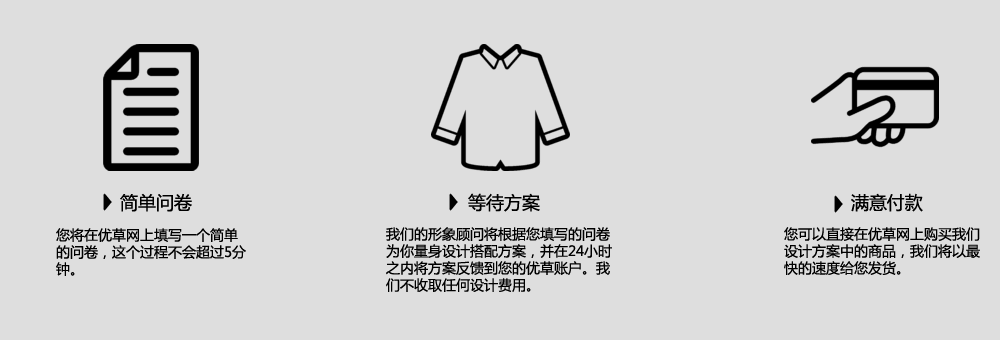 简单问卷
您将在优草网上填写一个简单
的问卷，这个过程不会超过5分
钟。
等待方案
我们的形象顾问将根据您填写的问卷
为你量身设计搭配方案，并在24小时
之内将方案反馈到您的优草账户。我
们不收取任何设计费用。
满意付款
您可以直接在优草网上购买我们
设计方案中的商品，我们将以最
快的速度给您发货。